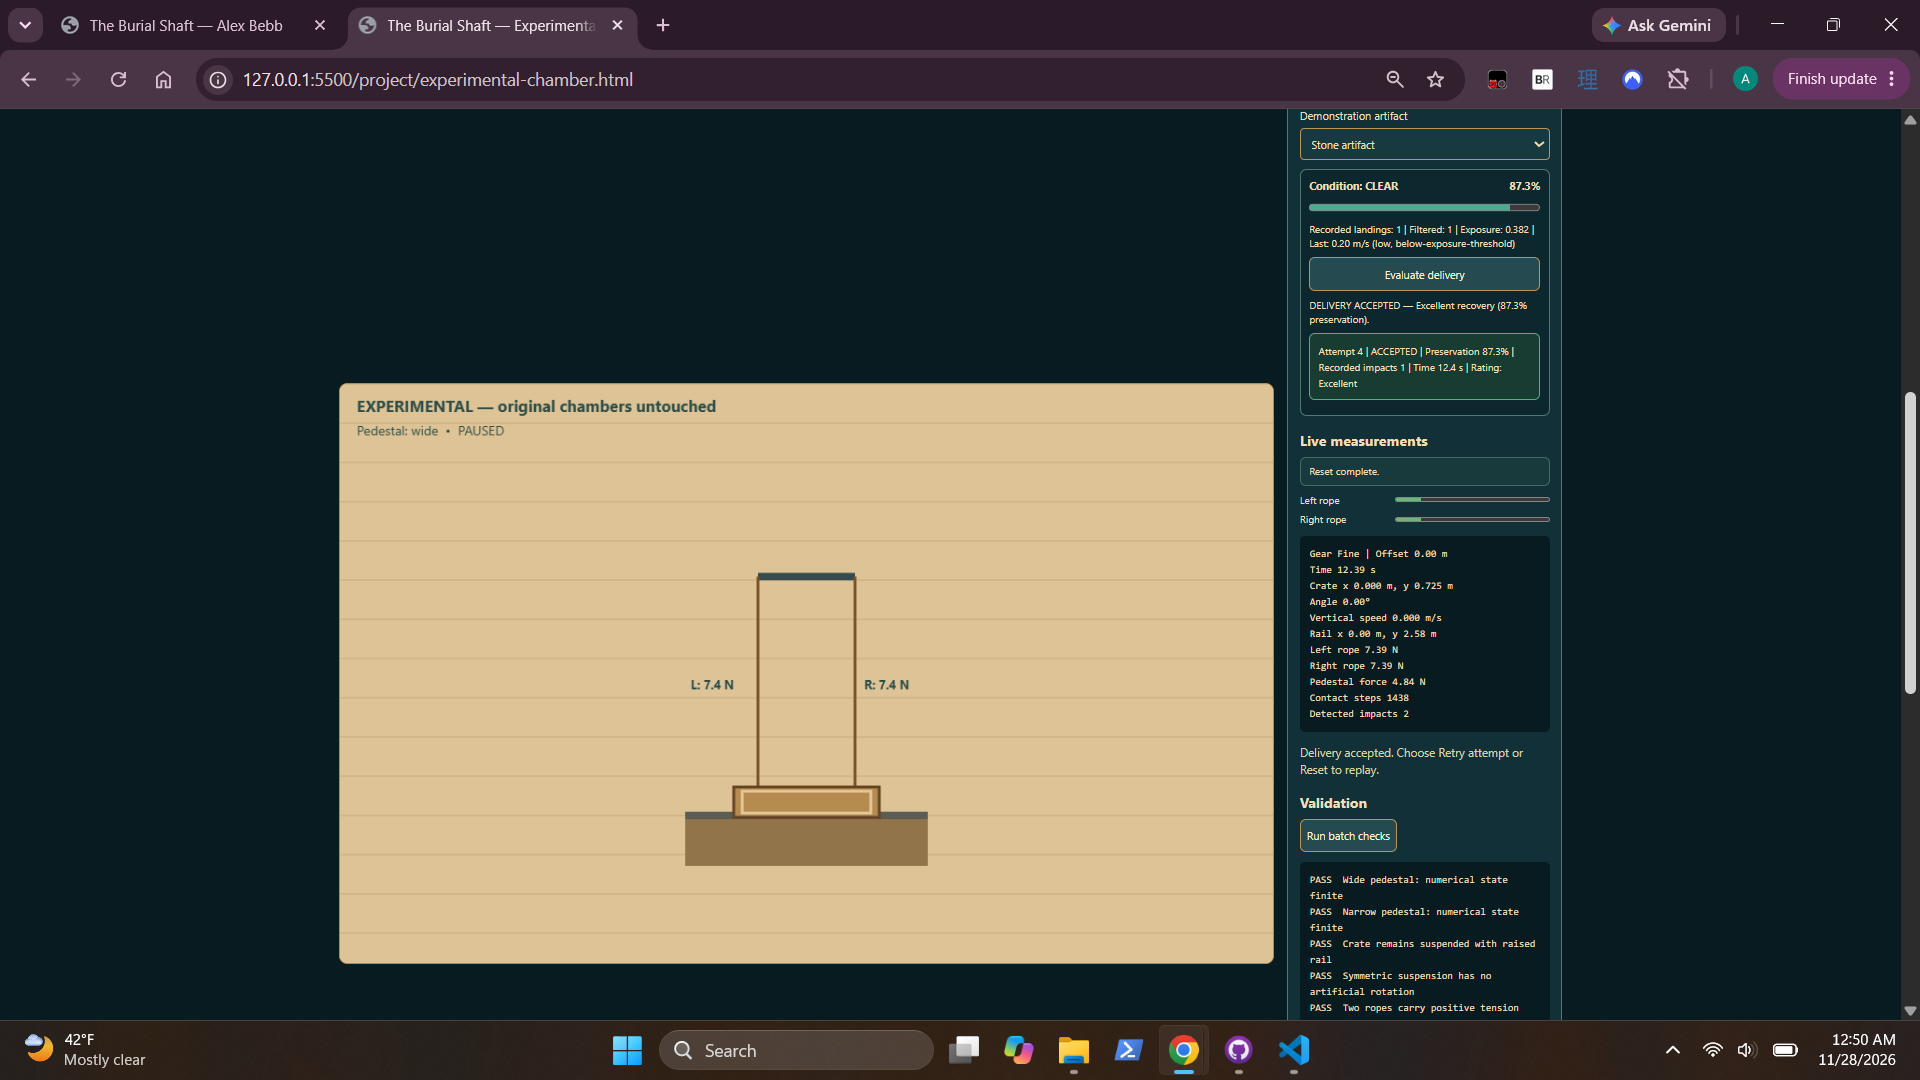 The Burial Shaft — Alex Bebb
The Burial Shaft — Experimenta
Ask Gemini
127.0.0.1:5500/project/experimental-chamber.html
BR
理
A
Finish update
Demonstration artifact
Stone artifact
Condition: CLEAR 87.3%
Recorded landings: 1 | Filtered: 1 | Exposure: 0.382 |
Last: 0.20 m/s (low, below-exposure-threshold)
Evaluate delivery
DELIVERY ACCEPTED — Excellent recovery (87.3%
preservation).
Attempt 4 | ACCEPTED | Preservation 87.3% |
Recorded impacts 1 | Time 12.4 s | Rating:
Excellent
EXPERIMENTAL — original chambers untouched
Pedestal: wide • PAUSED
L: 7.4 N
R: 7.4 N
Live measurements
Reset complete.
Left rope
Right rope
Gear Fine | Offset 0.00 m
Time 12.39 s
Crate x 0.000 m, y 0.725 m
Angle 0.00°
Vertical speed 0.000 m/s
Rail x 0.00 m, y 2.58 m
Left rope 7.39 N
Right rope 7.39 N
Pedestal force 4.84 N
Contact steps 1438
Detected impacts 2
Delivery accepted. Choose Retry attempt or
Reset to replay.
Validation
Run batch checks
PASS Wide pedestal: numerical state
finite
PASS Narrow pedestal: numerical state
finite
PASS Crate remains suspended with raised
rail
PASS Symmetric suspension has no
artificial rotation
PASS Two ropes carry positive tension
42°F
Mostly clear
Search
12:50 AM
11/28/2026